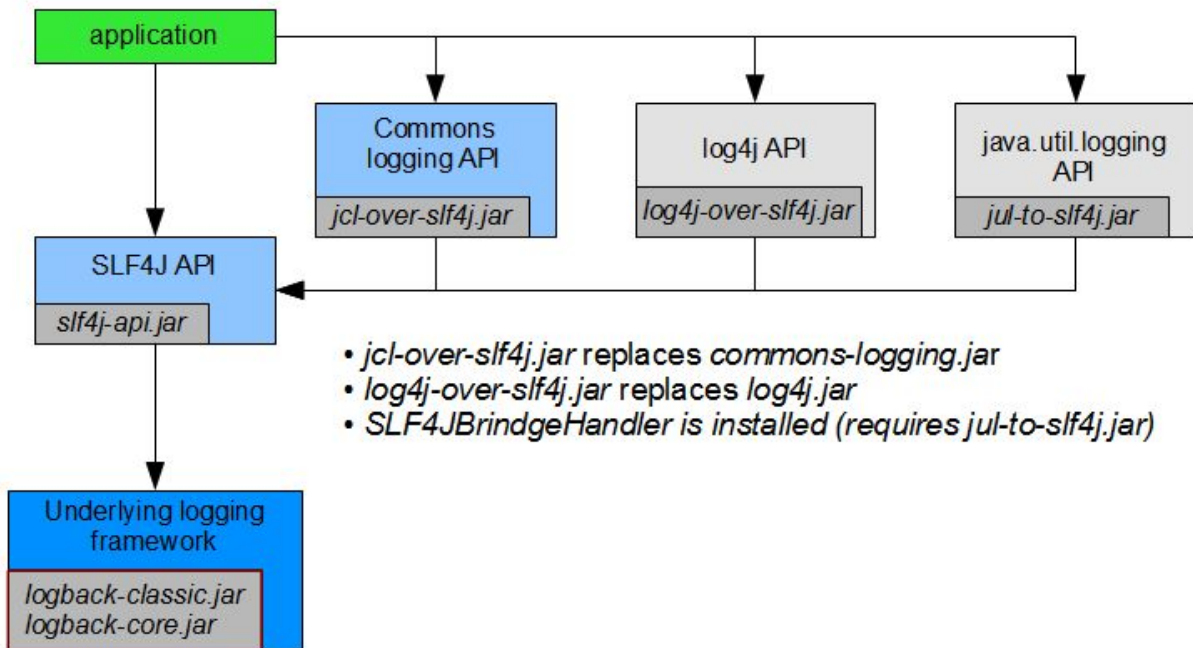 application
Commons
logging API
jcl-over-slf4j.jar
log4j API
log4j-over-slf4j.jar
java.util.logging
API
jul-to-slf4j.jar
SLF4J API
slf4j-api.jar
• jcl-over-slf4j.jar replaces commons-logging.jar
• log4j-over-slf4j.jar replaces log4j.jar
• SLF4JBrindgeHandler is installed (requires jul-to-slf4j.jar)
Underlying logging
framework
logback-classic.jar
logback-core.jar